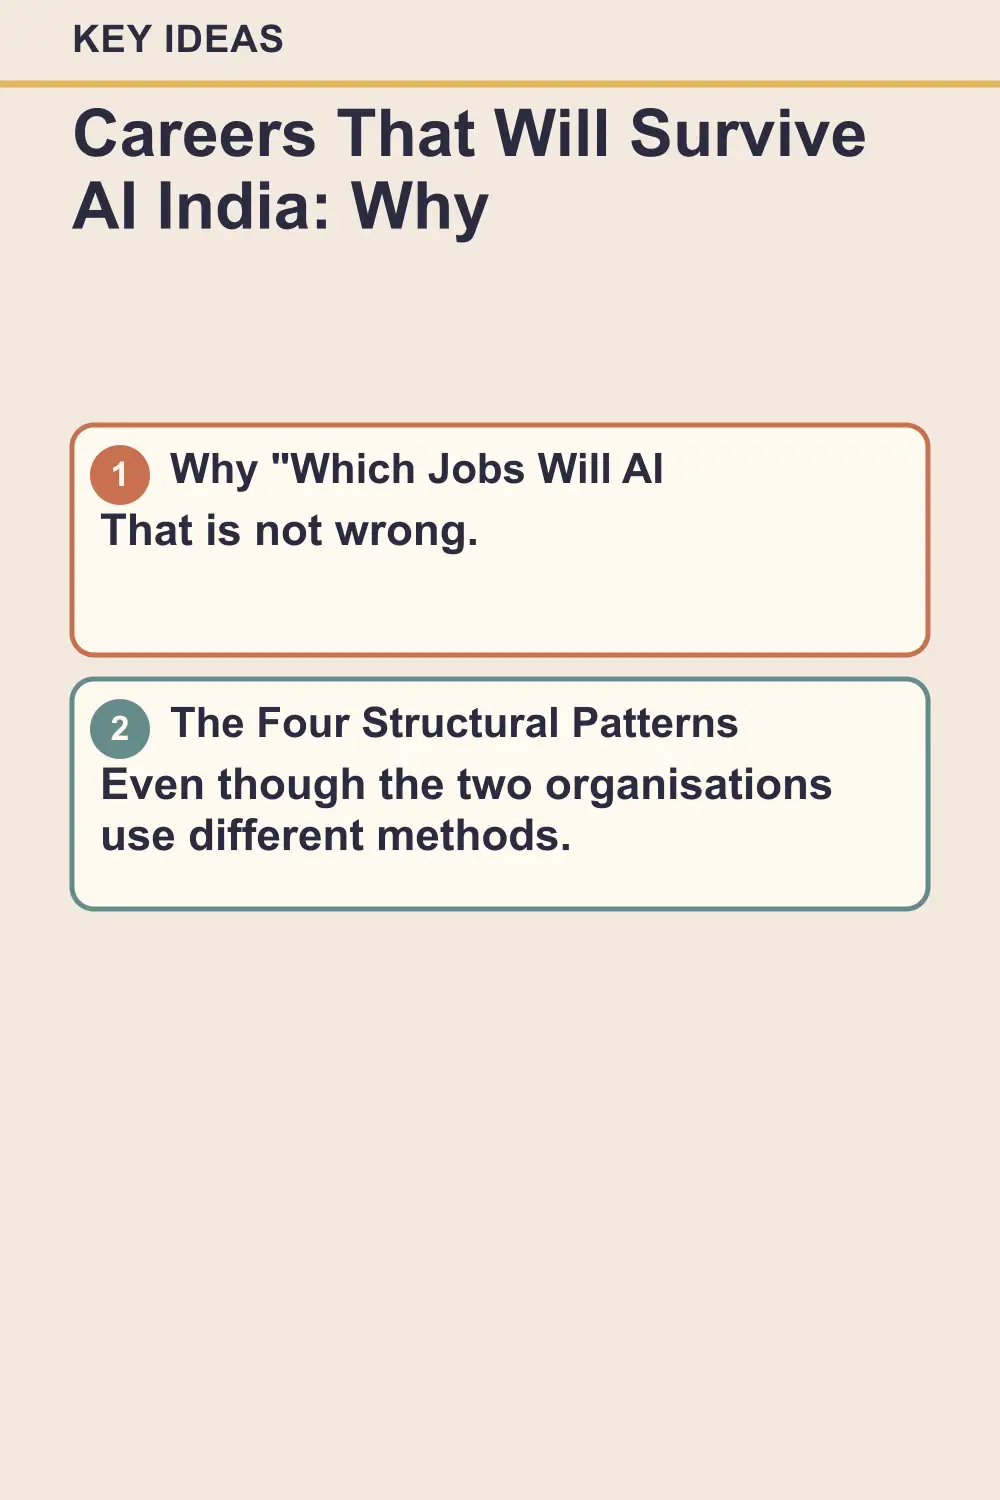 KEY IDEAS
Careers That Will Survive
AI India: Why
1 Why "Which Jobs Will AI
That is not wrong.
2 The Four Structural Patterns
Even though the two organisations
use different methods.